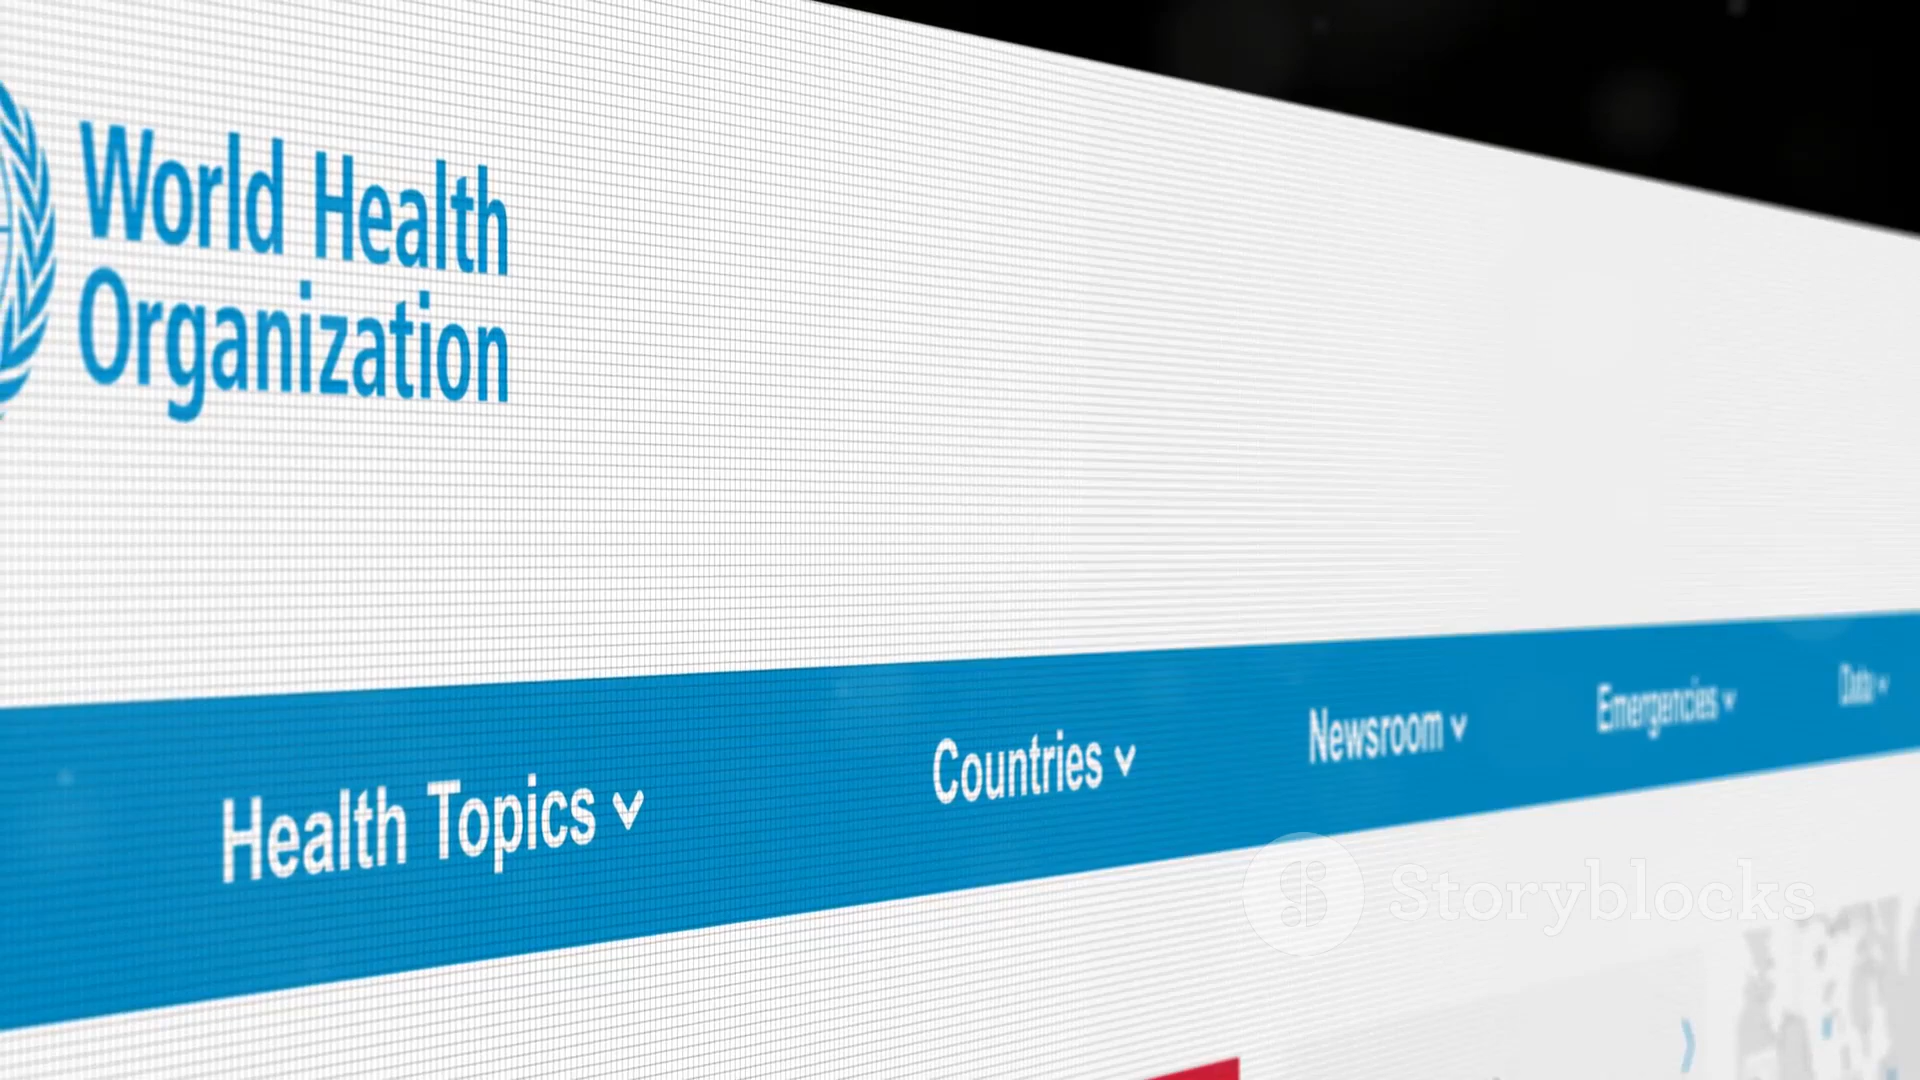 World Health
Organization
Health Topics
Countries
Newsroom
Emergencies
Data
Storyblocks